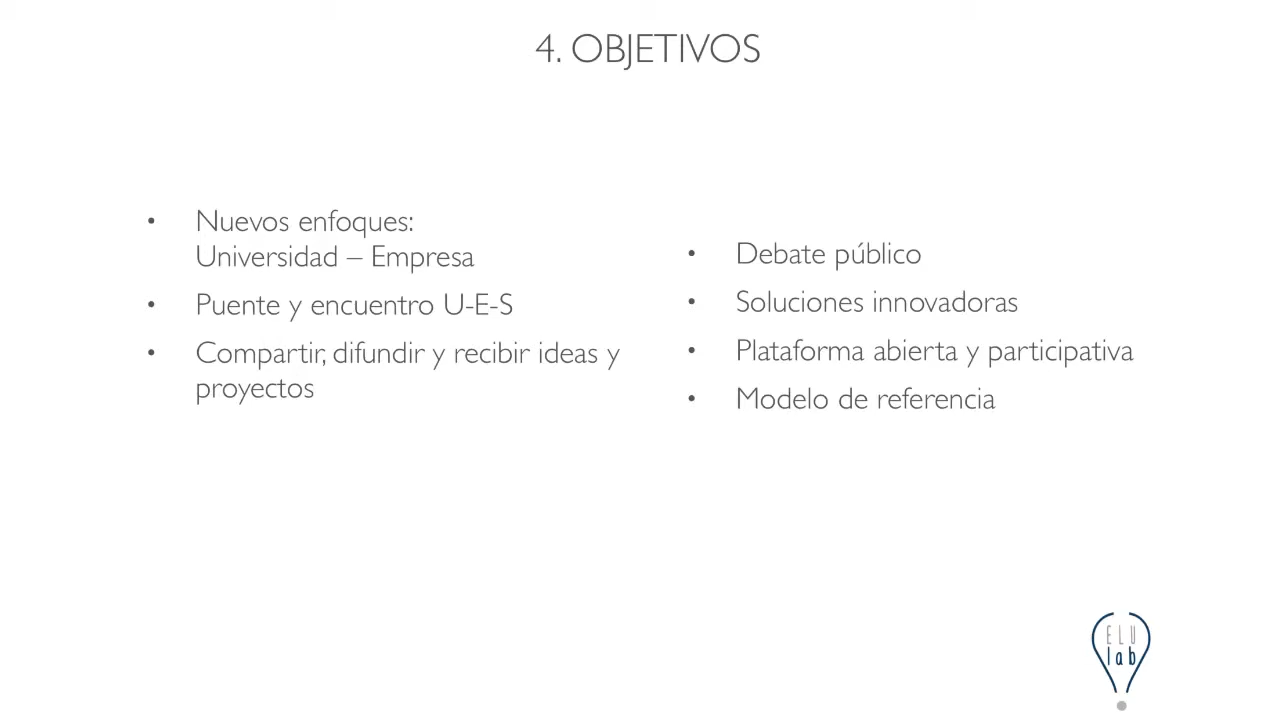 4. OBJETIVOS
• Nuevos enfoques:
Universidad – Empresa
• Puente y encuentro U-E-S
• Compartir, difundir y recibir ideas y
proyectos
• Debate público
• Soluciones innovadoras
• Plataforma abierta y participativa
• Modelo de referencia
ELU
lab